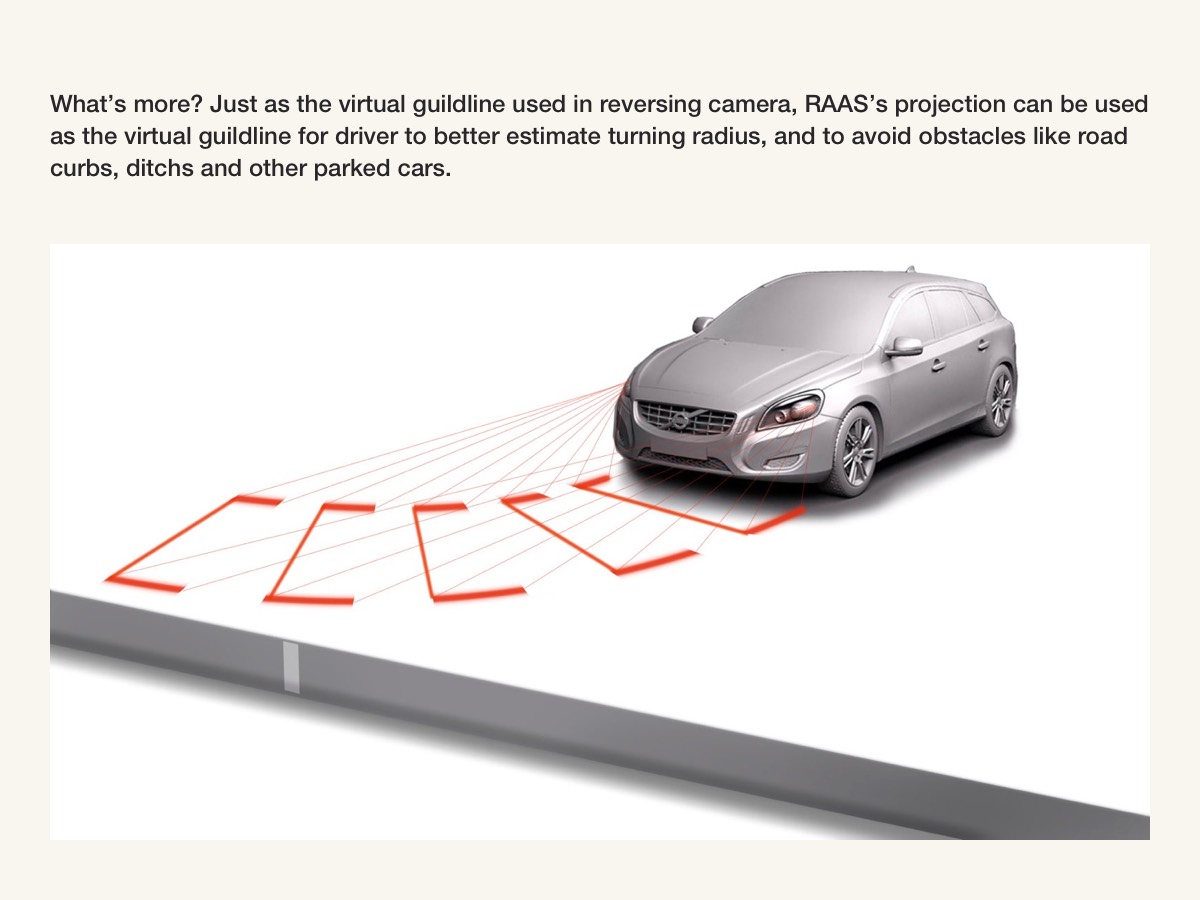 What’s more? Just as the virtual guildline used in reversing camera, RAAS’s projection can be used
as the virtual guildline for driver to better estimate turning radius, and to avoid obstacles like road
curbs, ditchs and other parked cars.